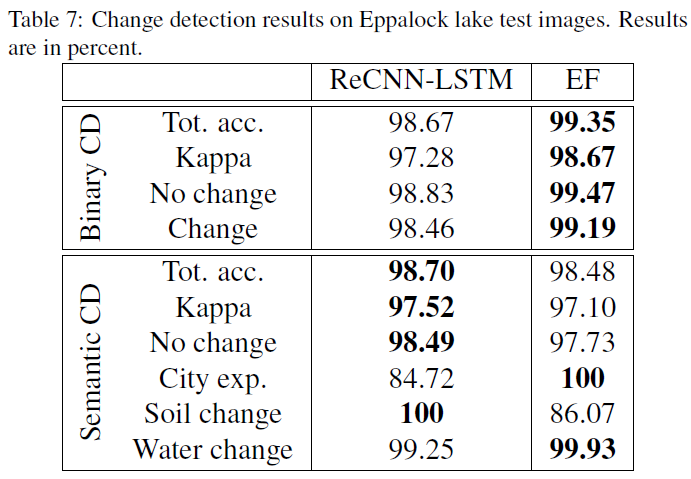 Table 7: Change detection results on Eppalock lake test images. Results
are in percent.
ReCNN-LSTM EF
Binary CD
Tot. acc. 98.67 99.35
Kappa 97.28 98.67
No change 98.83 99.47
Change 98.46 99.19
Semantic CD
Tot. acc. 98.70 98.48
Kappa 97.52 97.10
No change 98.49 97.73
City exp. 84.72 100
Soil change 100 86.07
Water change 99.25 99.93